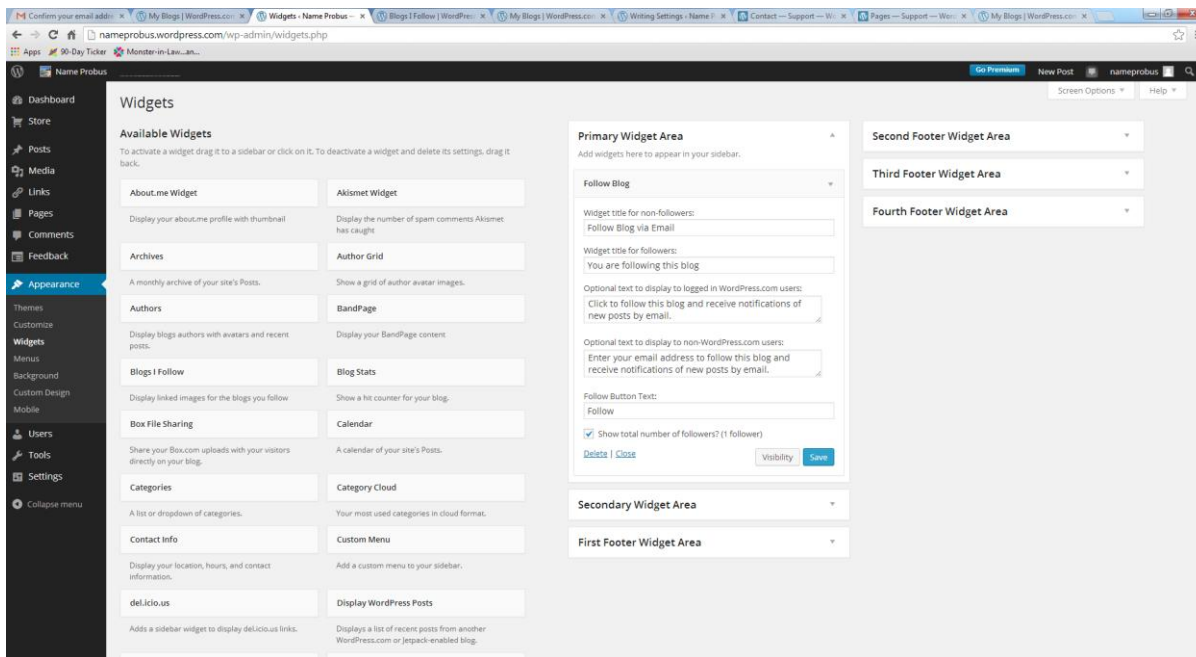 Confirm your email addre
My Blogs | WordPress.com
Widgets ‹ Name Probus —
Blogs I Follow | WordPres
My Blogs | WordPress.com
Writing Settings ‹ Name P
Contact — Support — Wo
Pages — Support — Word
My Blogs | WordPress.com
nameprobus.wordpress.com/wp-admin/widgets.php
Apps 90-Day Ticker Monster-in-Law...an...
Name Probus
Go Premium New Post nameprobus
Screen Options Help
Dashboard
Store
Posts
Media
Links
Pages
Comments
Feedback
Appearance
Themes
Customize
Widgets
Menus
Background
Custom Design
Mobile
Users
Tools
Settings
Collapse menu
Widgets
Available Widgets
To activate a widget drag it to a sidebar or click on it. To deactivate a widget and delete its settings, drag it
back.
About.me Widget
Display your about.me profile with thumbnail
Akismet Widget
Display the number of spam comments Akismet
has caught
Archives
A monthly archive of your site's Posts.
Author Grid
Show a grid of author avatar images.
Authors
Display blogs authors with avatars and recent
posts.
BandPage
Display your BandPage content
Blogs I Follow
Display linked images for the blogs you follow
Blog Stats
Show a hit counter for your blog.
Box File Sharing
Share your Box.com uploads with your visitors
directly on your blog.
Calendar
A calendar of your site's Posts.
Categories
A list or dropdown of categories.
Category Cloud
Your most used categories in cloud format.
Contact Info
Display your location, hours, and contact
information.
Custom Menu
Add a custom menu to your sidebar.
del.icio.us
Adds a sidebar widget to display del.icio.us links.
Display WordPress Posts
Displays a list of recent posts from another
WordPress.com or Jetpack-enabled blog.
Primary Widget Area
Add widgets here to appear in your sidebar.
Follow Blog
Widget title for non-followers:
Follow Blog via Email
Widget title for followers:
You are following this blog
Optional text to display to logged in WordPress.com users:
Click to follow this blog and receive notifications of
new posts by email.
Optional text to display to non-WordPress.com users:
Enter your email address to follow this blog and
receive notifications of new posts by email.
Follow Button Text:
Follow
Show total number of followers? (1 follower)
Delete | Close
Visibility Save
Secondary Widget Area
First Footer Widget Area
Second Footer Widget Area
Third Footer Widget Area
Fourth Footer Widget Area